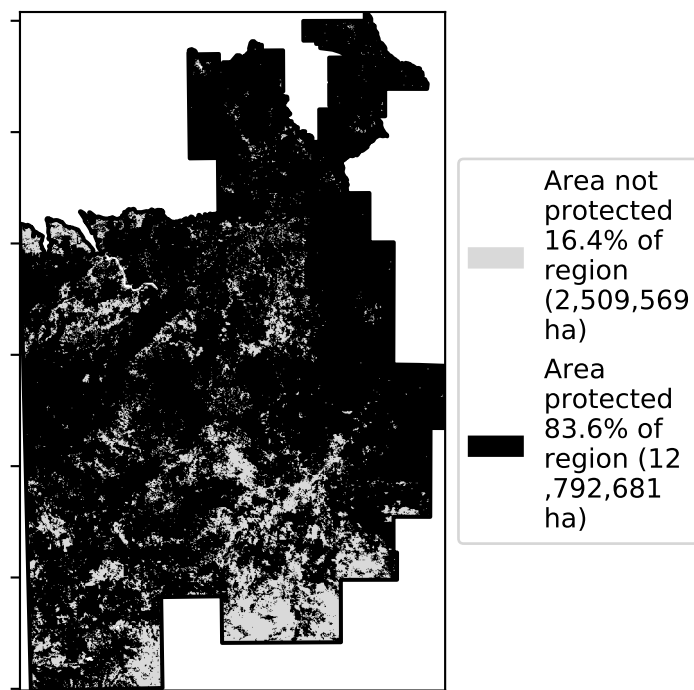 Area not
protected
16.4% of
region
(2,509,569
ha)
Area
protected
83.6% of
region (12
,792,681
ha)